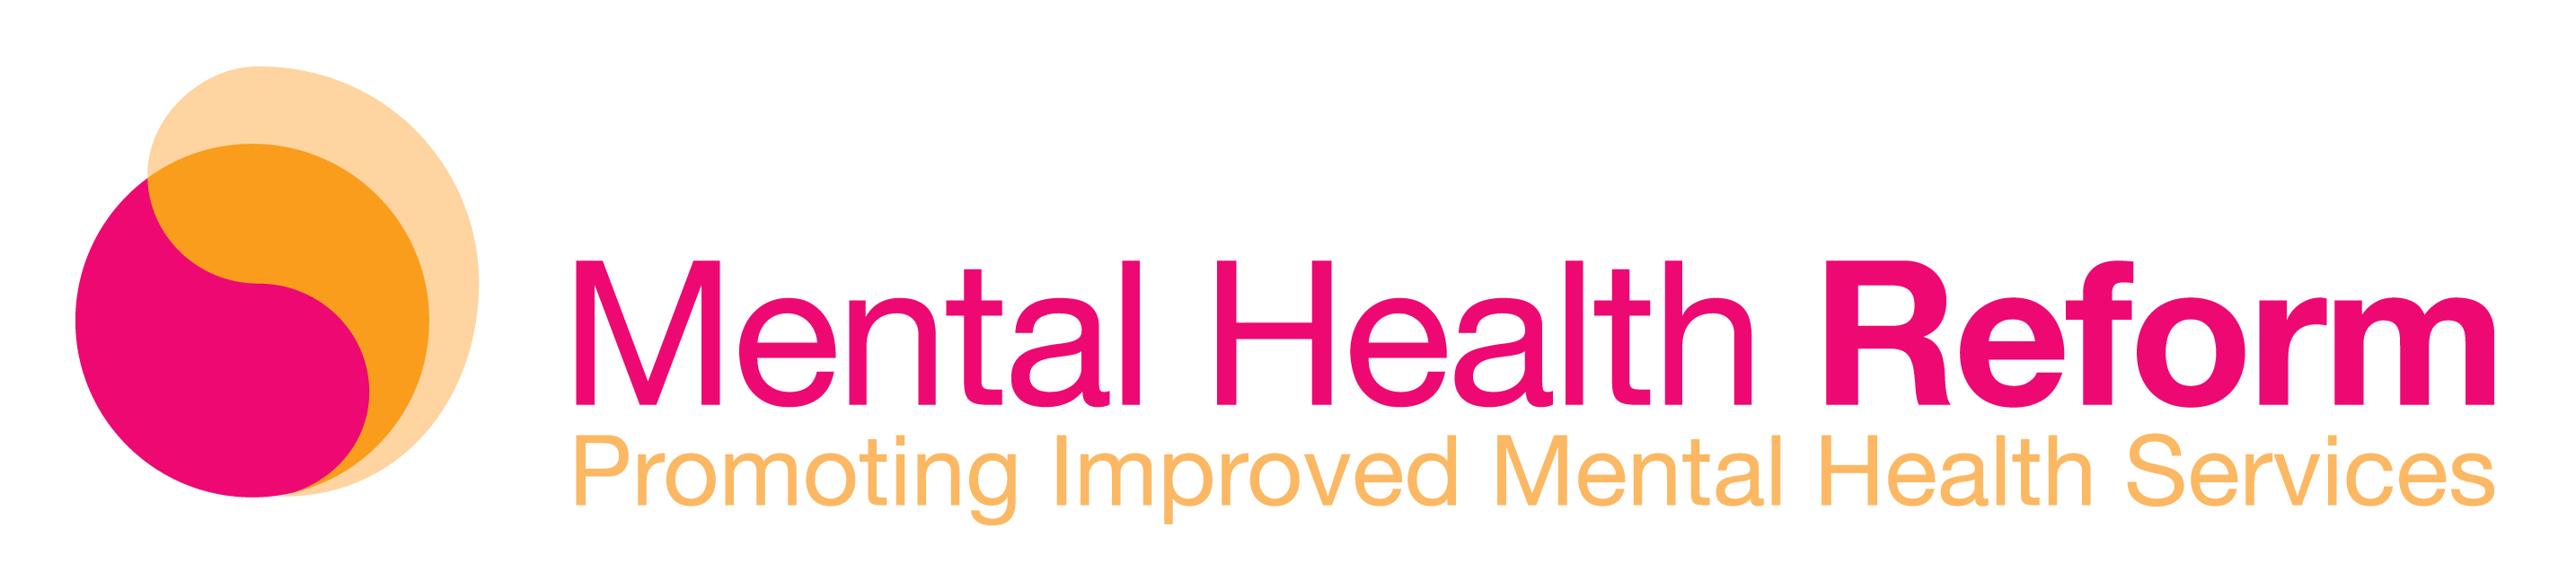 Mental Health Reform
Promoting Improved Mental Health Services